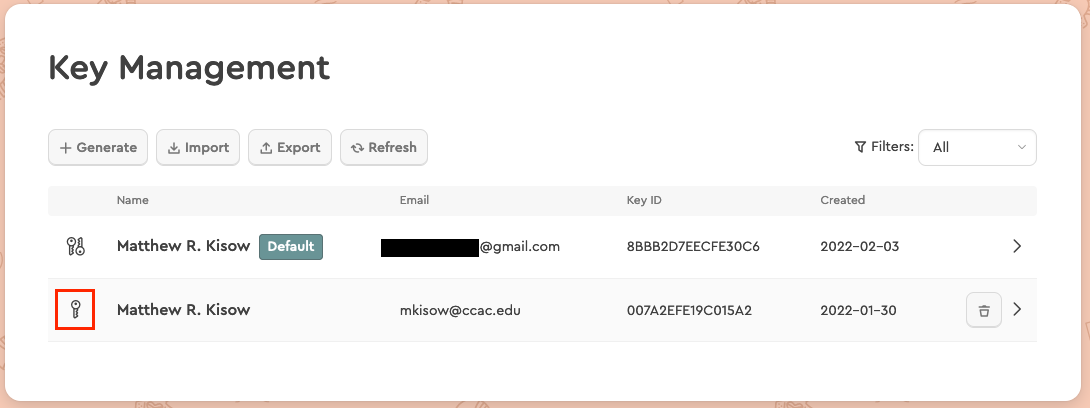 Key Management
Generate Import Export Refresh Filters: All
Name Email Key ID Created
Matthew R. Kisow Default @gmail.com 8BBB2D7EECFE30C6 2022-02-03
Matthew R. Kisow mkisow@ccac.edu 007A2EFE19C015A2 2022-01-30